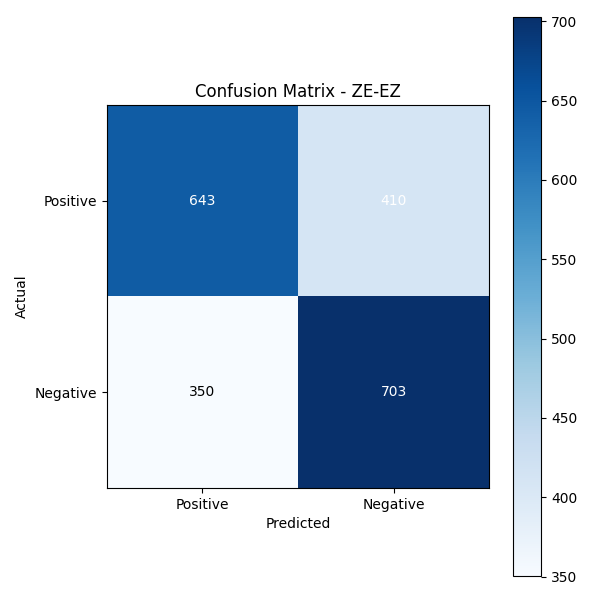 Confusion Matrix - ZE-EZ
Actual
Positive
643
410
Negative
350
703
Positive
Negative
Predicted
700
650
600
550
500
450
400
350